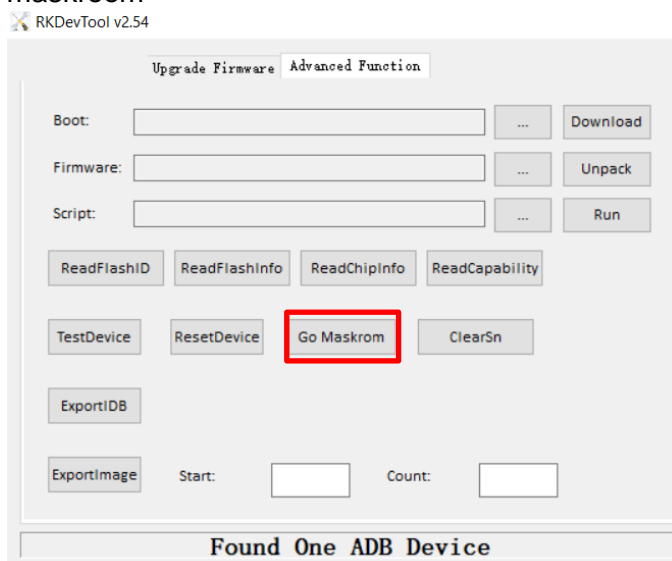 maskroom
RKDevTool v2.54
Upgrade Firmware Advanced Function
Boot: ... Download
Firmware: ... Unpack
Script: ... Run
ReadFlashID ReadFlashInfo ReadChipInfo ReadCapability
TestDevice ResetDevice Go Maskrom ClearSn
ExportIDB
ExportImage Start: Count:
Found One ADB Device